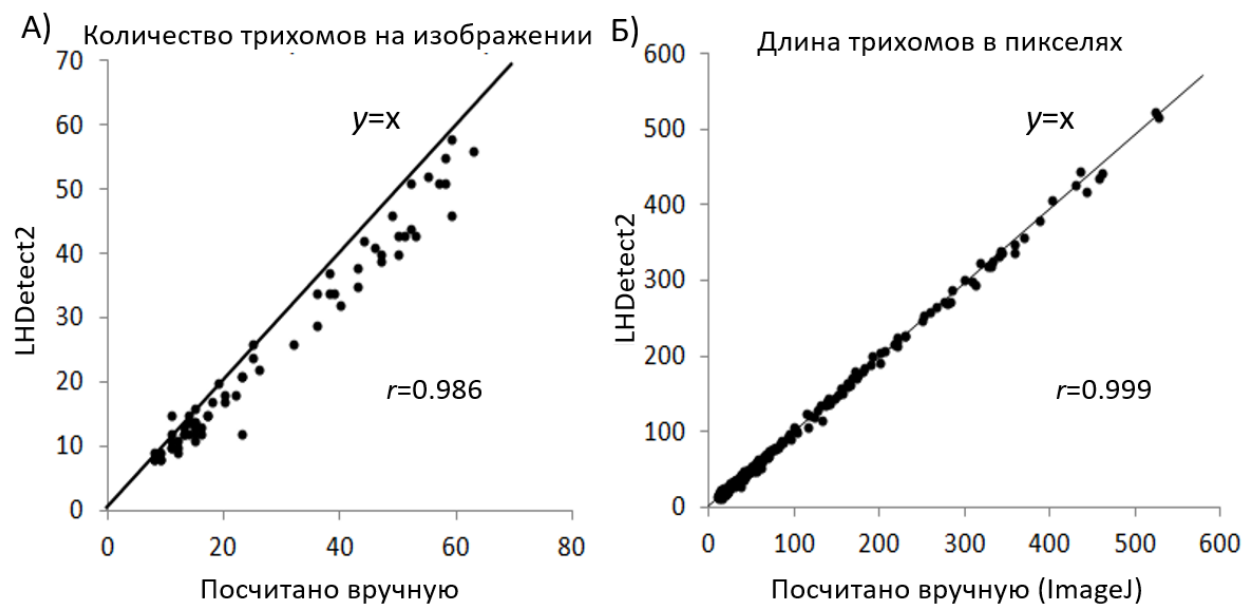 А)
Количество трихомов на изображении
70
60
50
40
30
20
10
0
0
20
40
60
80
LHDetect2
y=x
r=0.986
Посчитано вручную
Б)
Длина трихомов в пикселях
600
500
400
300
200
100
0
0
100
200
300
400
500
600
LHDetect2
y=x
r=0.999
Посчитано вручную (ImageJ)